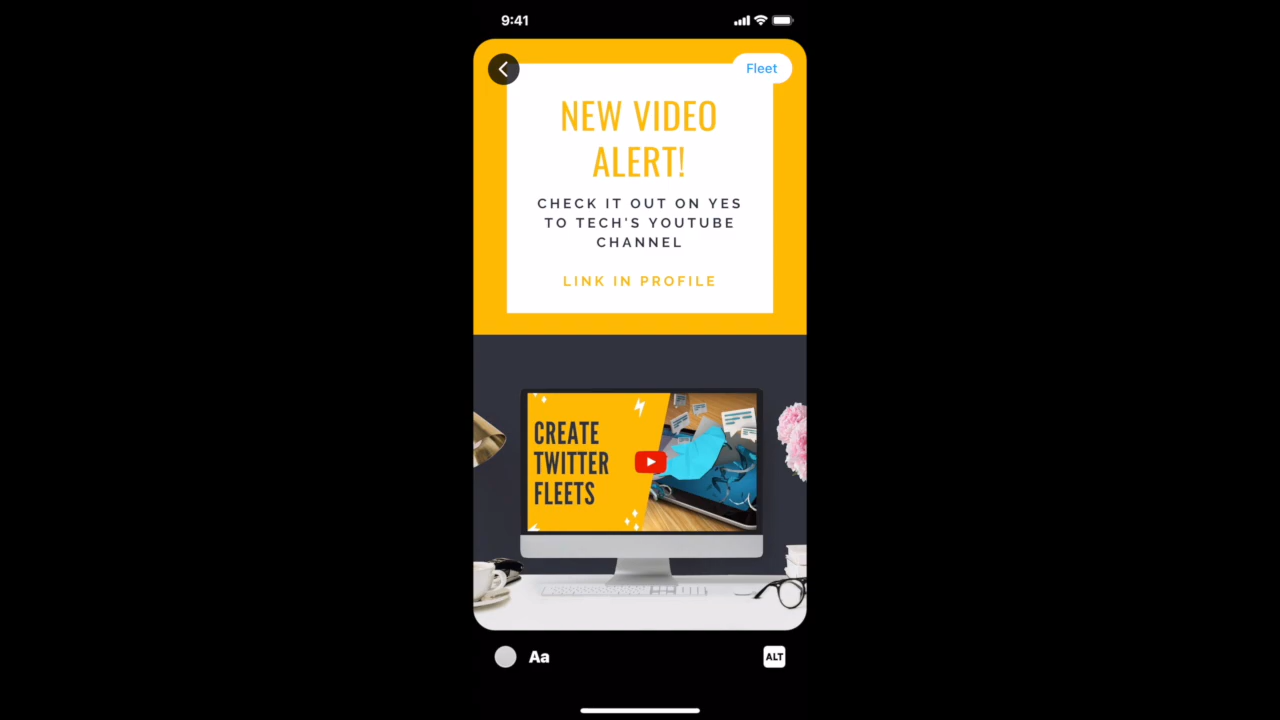 9:41
Fleet
NEW VIDEO
ALERT!
CHECK IT OUT ON YES
TO TECH'S YOUTUBE
CHANNEL
LINK IN PROFILE
CREATE
TWITTER
FLEETS
Aa
ALT